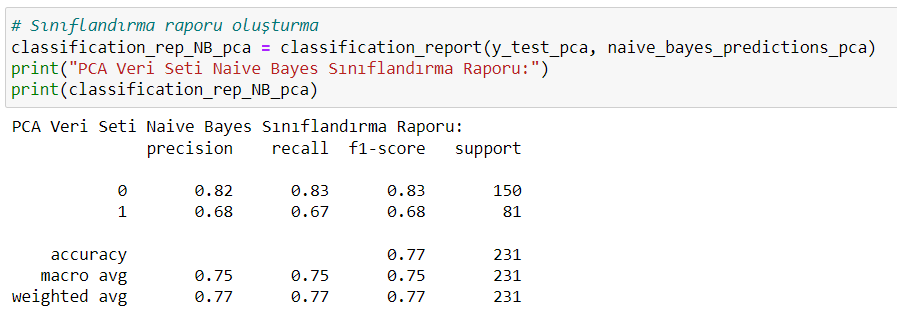 # Sınıflandırma raporu oluşturma
classification_rep_NB_pca = classification_report(y_test_pca, naive_bayes_predictions_pca)
print("PCA Veri Seti Naive Bayes Sınıflandırma Raporu:")
print(classification_rep_NB_pca)
PCA Veri Seti Naive Bayes Sınıflandırma Raporu:
              precision    recall  f1-score   support
           0       0.82      0.83      0.83       150
           1       0.68      0.67      0.68        81
    accuracy                           0.77       231
   macro avg       0.75      0.75      0.75       231
weighted avg       0.77      0.77      0.77       231